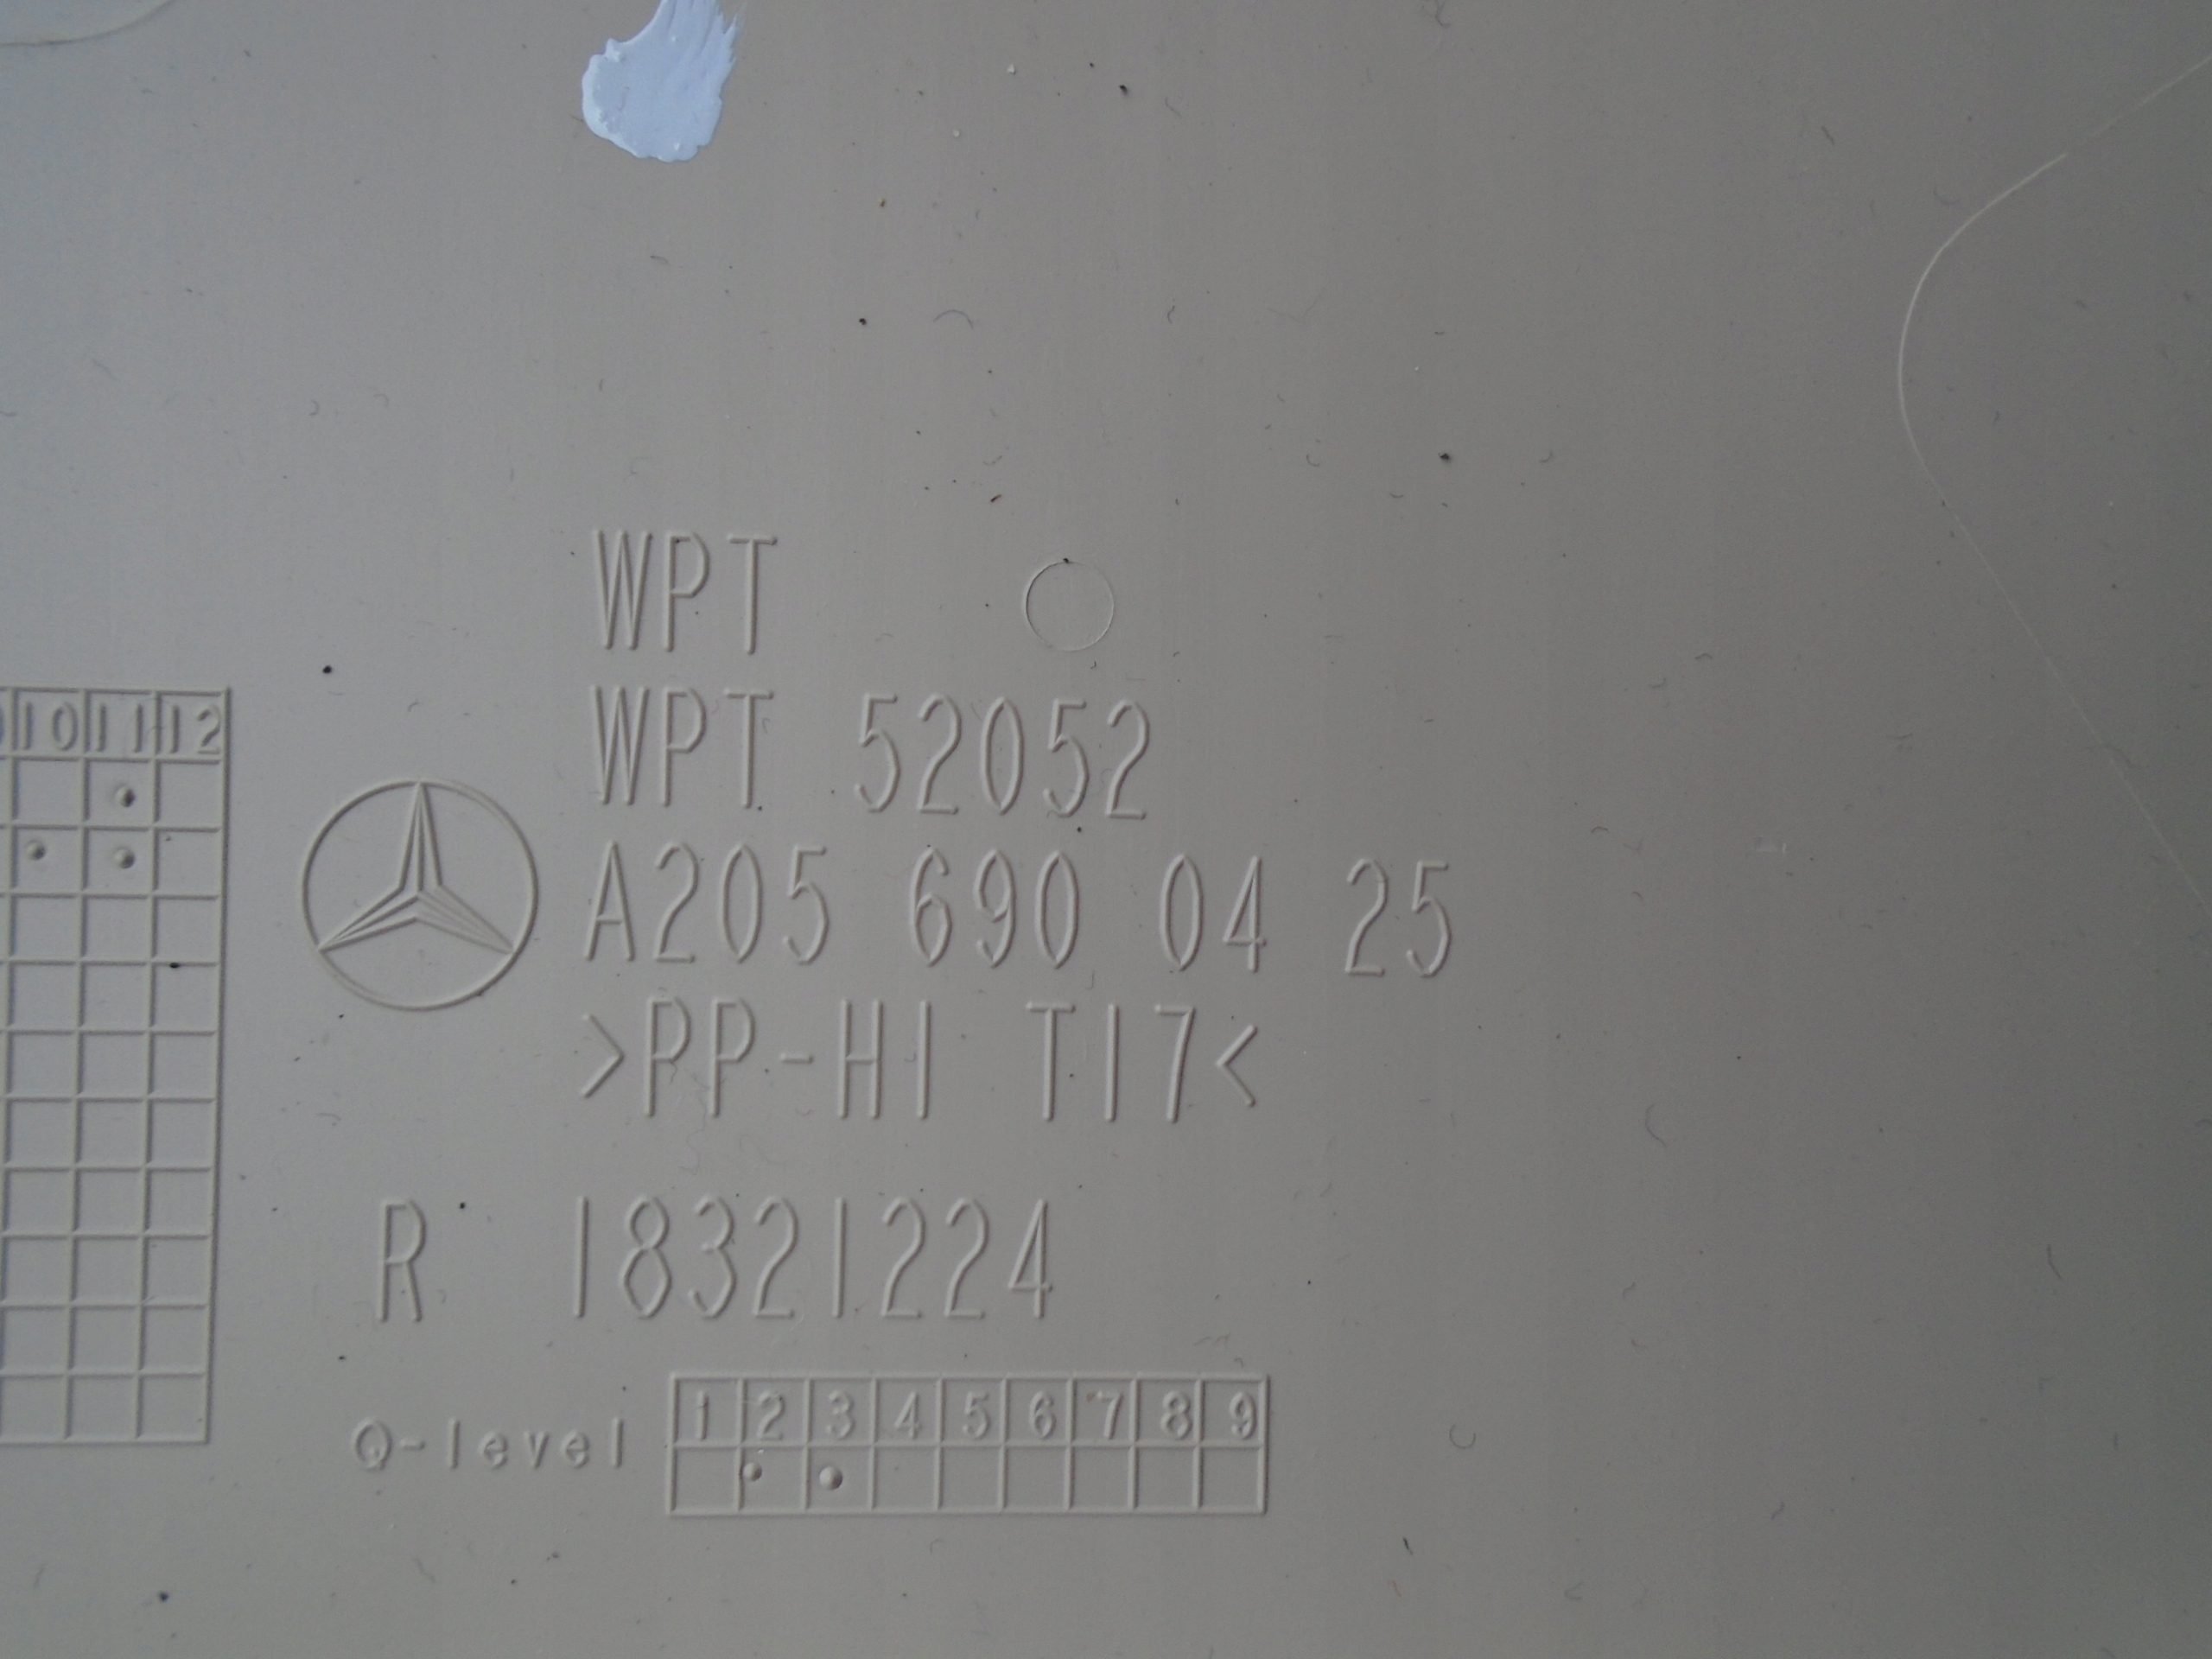 WPT
WPT 52052
10 11 12
A205 690 04 25
>PP-HI T17<
R 18321224
Q-level 1 2 3 4 5 6 7 8 9